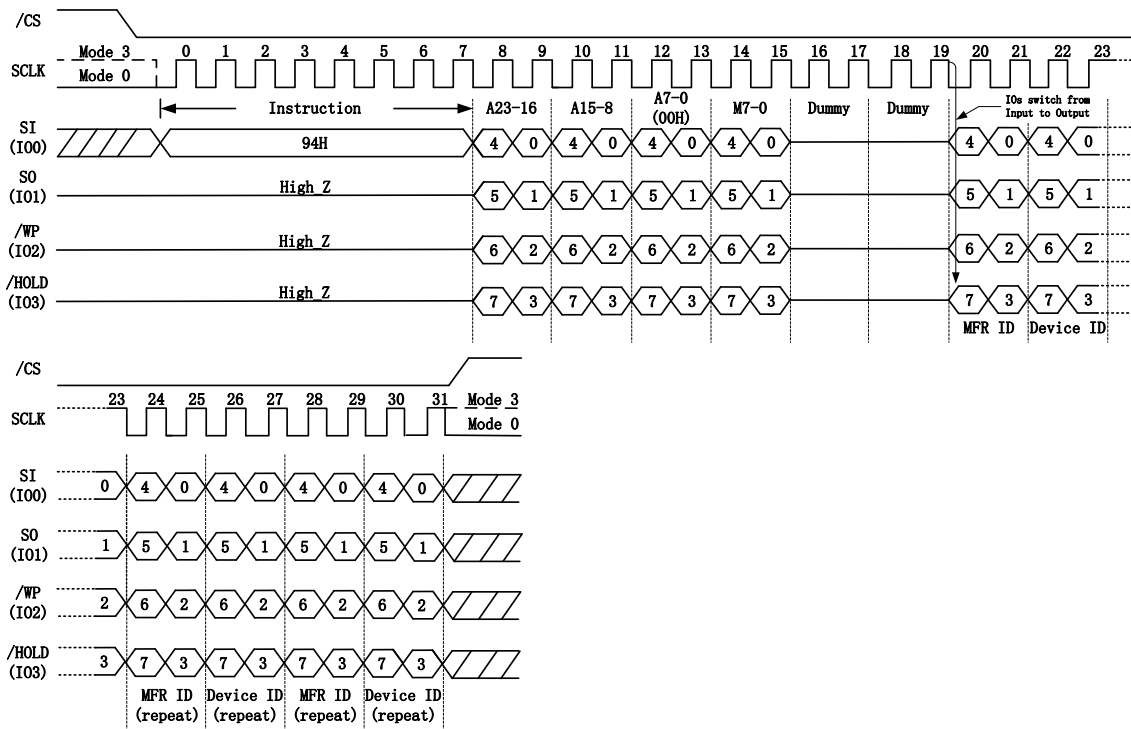 /CS
Mode 3 0 1 2 3 4 5 6 7 8 9 10 11 12 13 14 15 16 17 18 19 20 21 22 23
SCLK
Mode 0
Instruction A23-16 A15-8 A7-0 M7-0 Dummy Dummy IOs switch from
(00H) Input to Output
SI
(IO0) 94H 4 0 4 0 4 0 4 0 4 0 4 0
SO
(IO1) High_Z 5 1 5 1 5 1 5 1 5 1 5 1
/WP
(IO2) High_Z 6 2 6 2 6 2 6 2 6 2 6 2
/HOLD
(IO3) High_Z 7 3 7 3 7 3 7 3 7 3 7 3
MFR ID Device ID
/CS
23 24 25 26 27 28 29 30 31 Mode 3
SCLK
Mode 0
SI
(IO0) 0 4 0 4 0 4 0 4 0
SO
(IO1) 1 5 1 5 1 5 1 5 1
/WP
(IO2) 2 6 2 6 2 6 2 6 2
/HOLD
(IO3) 3 7 3 7 3 7 3 7 3
MFR ID Device ID MFR ID Device ID
(repeat) (repeat) (repeat) (repeat)